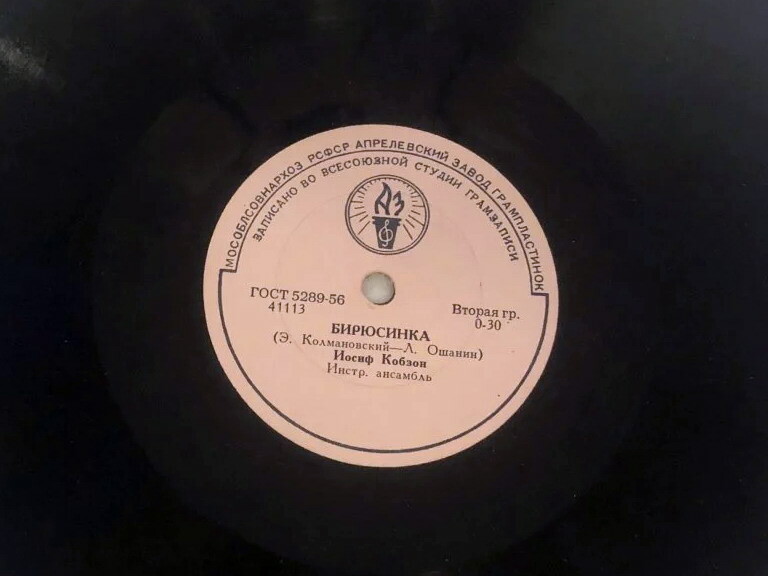 МОСОБЛСОВНАРХОЗ РСФСР АПРЕЛЕВСКИЙ ЗАВОД ГРАМПЛАСТИНОК
ЗАПИСАНО ВО ВСЕСОЮЗНОЙ СТУДИИ ГРАМЗАПИСИ
АЗ
ГОСТ 5289-56
41113
Вторая гр.
0-30
БИРЮСИНКА
(Э. Колмановский—Л. Ошанин)
Иосиф Кобзон
Инстр. ансамбль